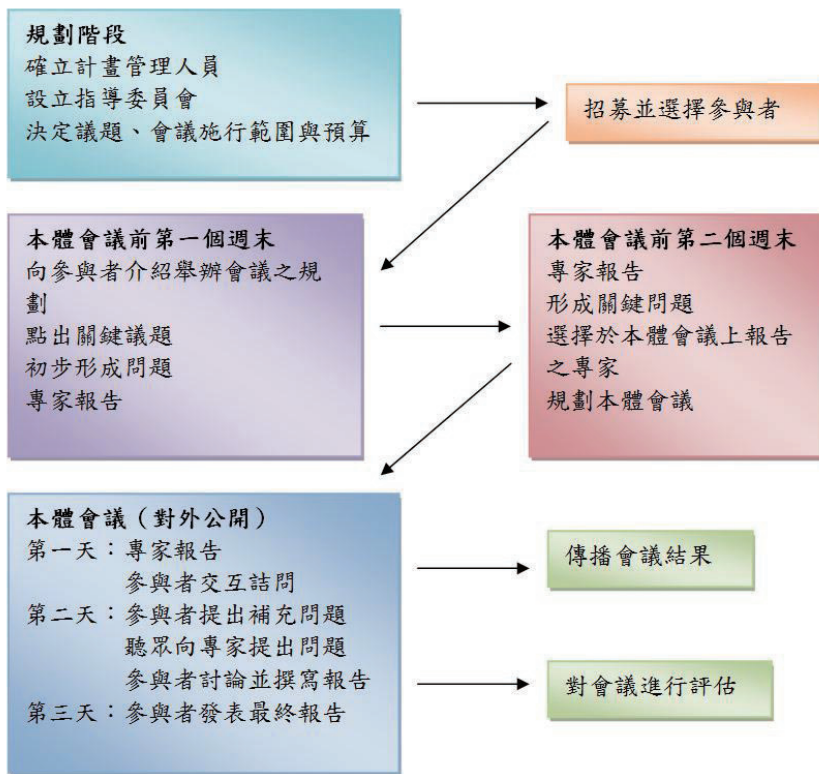 規劃階段
確立計畫管理人員
設立指導委員會
決定議題、會議施行範圍與預算
招募並選擇參與者
本體會議前第一個週末
向參與者介紹舉辦會議之規
劃
點出關鍵議題
初步形成問題
專家報告
本體會議前第二個週末
專家報告
形成關鍵問題
選擇於本體會議上報告
之專家
規劃本體會議
本體會議（對外公開）
第一天：專家報告
參與者交互詰問
第二天：參與者提出補充問題
聽眾向專家提出問題
參與者討論並撰寫報告
第三天：參與者發表最終報告
傳播會議結果
對會議進行評估